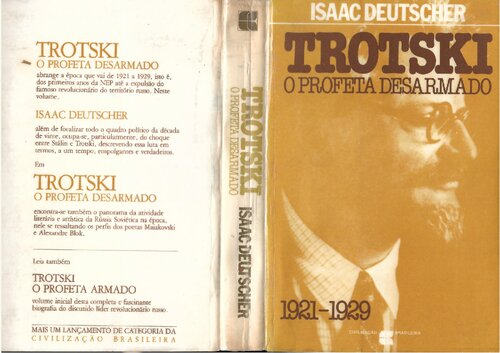 TROTSKI
O PROFETA DESARMADO
abrange a época que vai de 1921 a 1929, isto é,
dos primeiros anos da NEP até a expulsão do
famoso revolucionário do território russo. Neste
volume.
ISAAC DEUTSCHER
além de focalizar todo o quadro político da década
de vinte, ocupa-se, particularmente, do choque
entre Stálin e Trotski, descrevendo essa luta em
termos, a um tempo, empolgantes e verdadeiros.
Em
TROTSKI
O PROFETA DESARMADO
encontra-se também o panorama da atividade
literária e artística da Rússia Soviética na época,
nele se ressaltando os perfis dos poetas Maiakovski
e Alexandre Blok.
Leia também
TROTSKI
O PROFETA ARMADO
volume inicial desta completa e fascinante
biografia do discutido líder revolucionário russo.
MAIS UM LANÇAMENTO DE CATEGORIA DA
CIVILIZAÇÃO BRASILEIRA
TROTSKI
O PROFETA DESARMADO
ISAAC DEUTSCHER
ISAAC DEUTSCHER
TROTSKI
O PROFETA DESARMADO
1921-1929
CIVILIZAÇÃO BRASILEIRA